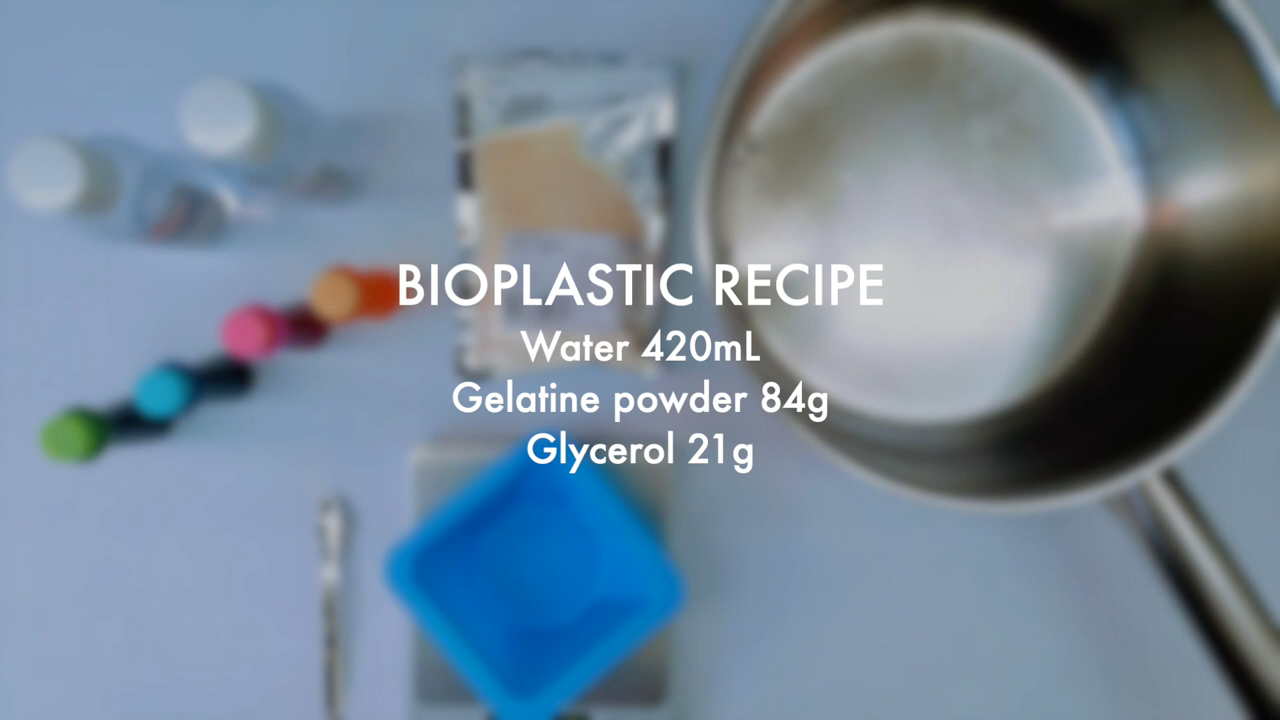 BIOPLASTIC RECIPE
Water 420mL
Gelatine powder 84g
Glycerol 21g